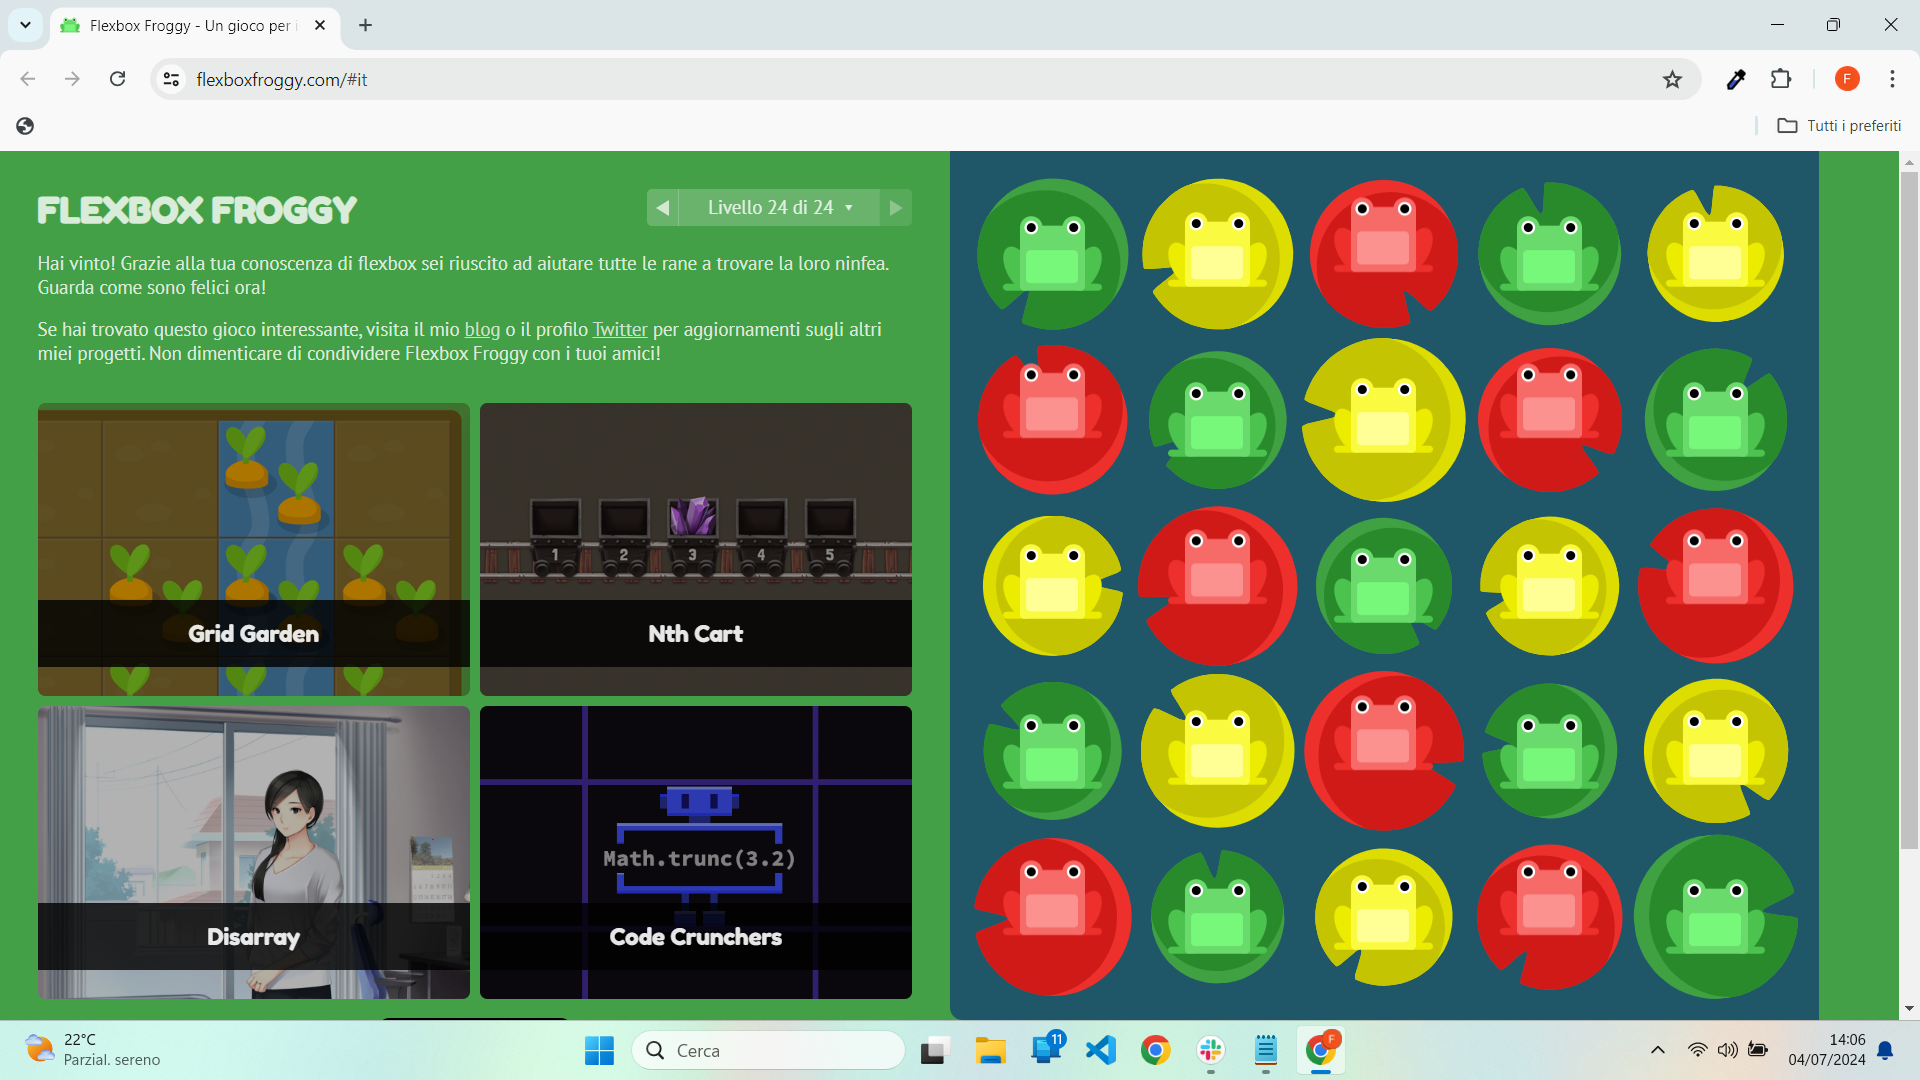 Flexbox Froggy - Un gioco per i
flexboxfroggy.com/#it
F
Tutti i preferiti
FLEXBOX FROGGY
Livello 24 di 24
Hai vinto! Grazie alla tua conoscenza di flexbox sei riuscito ad aiutare tutte le rane a trovare la loro ninfea.
Guarda come sono felici ora!
Se hai trovato questo gioco interessante, visita il mio blog o il profilo Twitter per aggiornamenti sugli altri
miei progetti. Non dimenticare di condividere Flexbox Froggy con i tuoi amici!
1 2 3 4 5
Grid Garden
Nth Cart
Math.trunc(3.2)
Disarray
Code Crunchers
22°C
Parzial. sereno
Cerca
11
F
14:06
04/07/2024